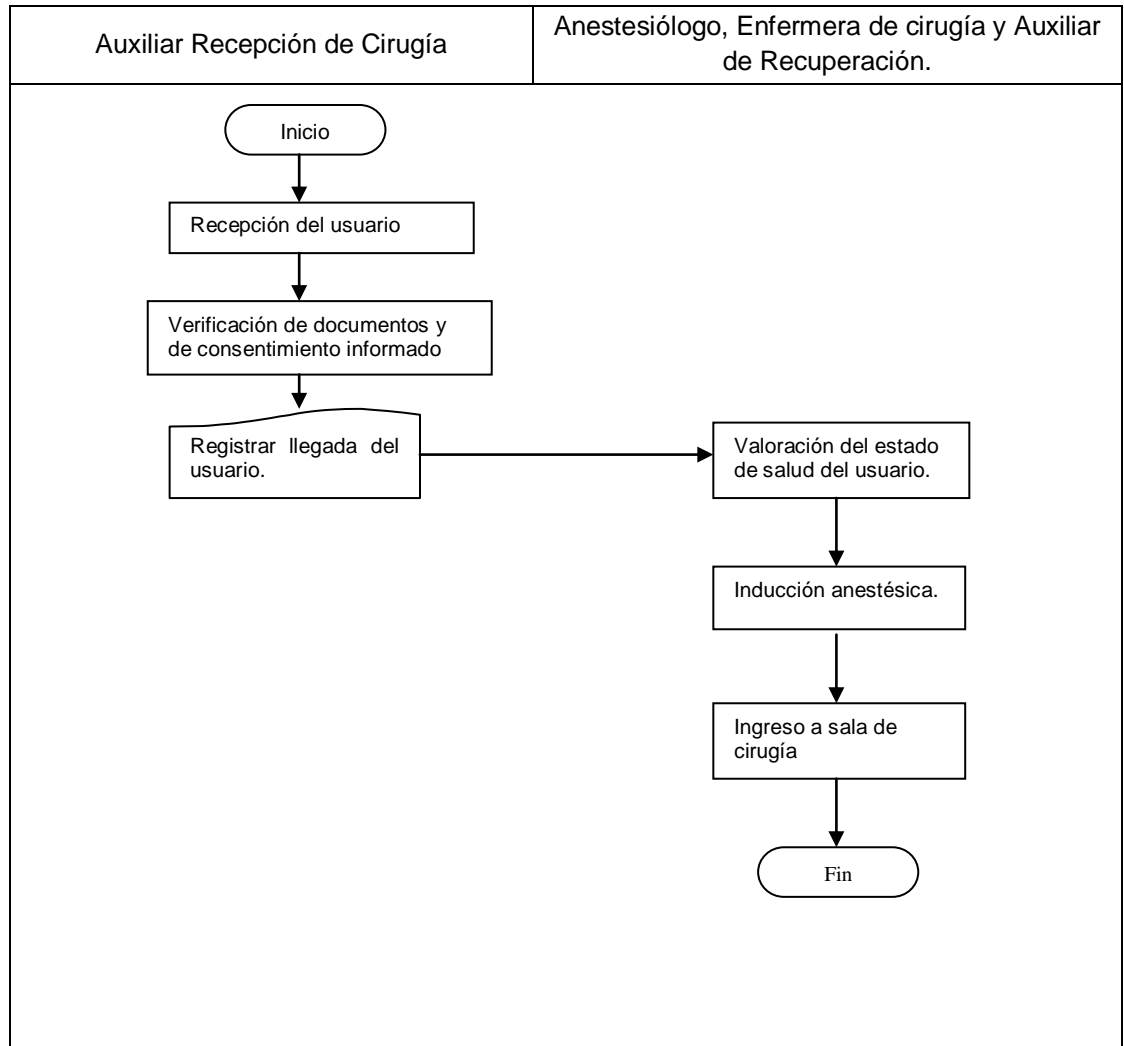 Auxiliar Recepción de Cirugía
Anestesiólogo, Enfermera de cirugía y Auxiliar
de Recuperación.
Inicio
Recepción del usuario
Verificación de documentos y
de consentimiento informado
Registrar llegada del
usuario.
Valoración del estado
de salud del usuario.
Inducción anestésica.
Ingreso a sala de
cirugía
Fin